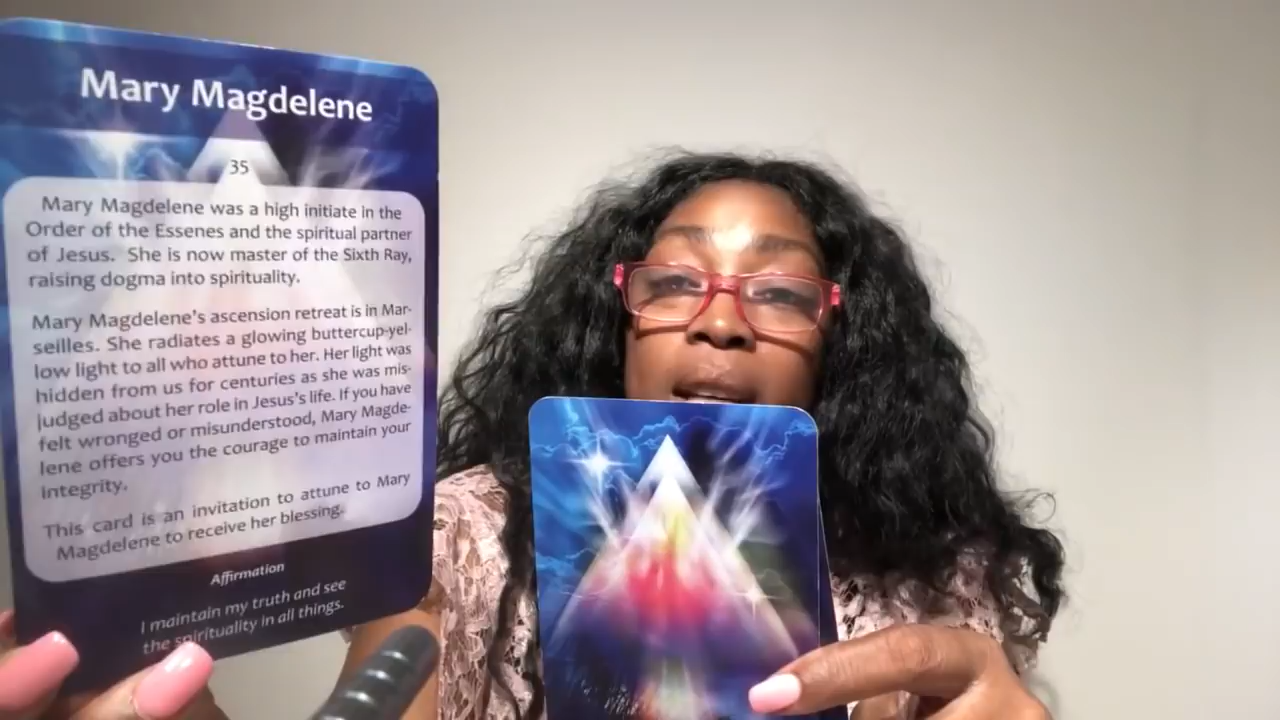 Mary Magdelene
35
Mary Magdelene was a high initiate in the
Order of the Essenes and the spiritual partner
of Jesus. She is now master of the Sixth Ray,
raising dogma into spirituality.
Mary Magdelene's ascension retreat is in Mar-
seilles. She radiates a glowing buttercup-yel-
low light to all who attune to her. Her light was
hidden from us for centuries as she was mis-
judged about her role in Jesus's life. If you have
felt wronged or misunderstood, Mary Magde-
lene offers you the courage to maintain your
integrity.
This card is an invitation to attune to Mary
Magdelene to receive her blessing.
Affirmation
I maintain my truth and see
the spirituality in all things.